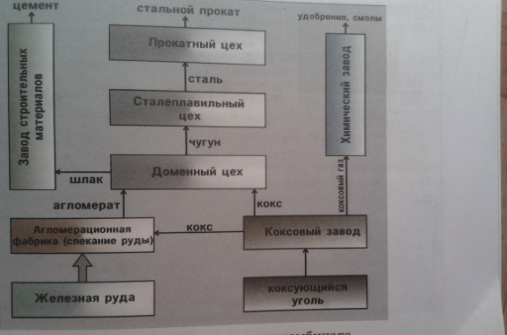 цемент
стальной прокат
удобрения, смолы
Прокатный цех
Завод строительных
материалов
Химический завод
сталь
Сталеплавильный
цех
чугун
Доменный цех
шлак
коксовый газ
агломерат
кокс
Агломерационная
фабрика (спекание руды)
кокс
Коксовый завод
Железная руда
коксующийся
уголь